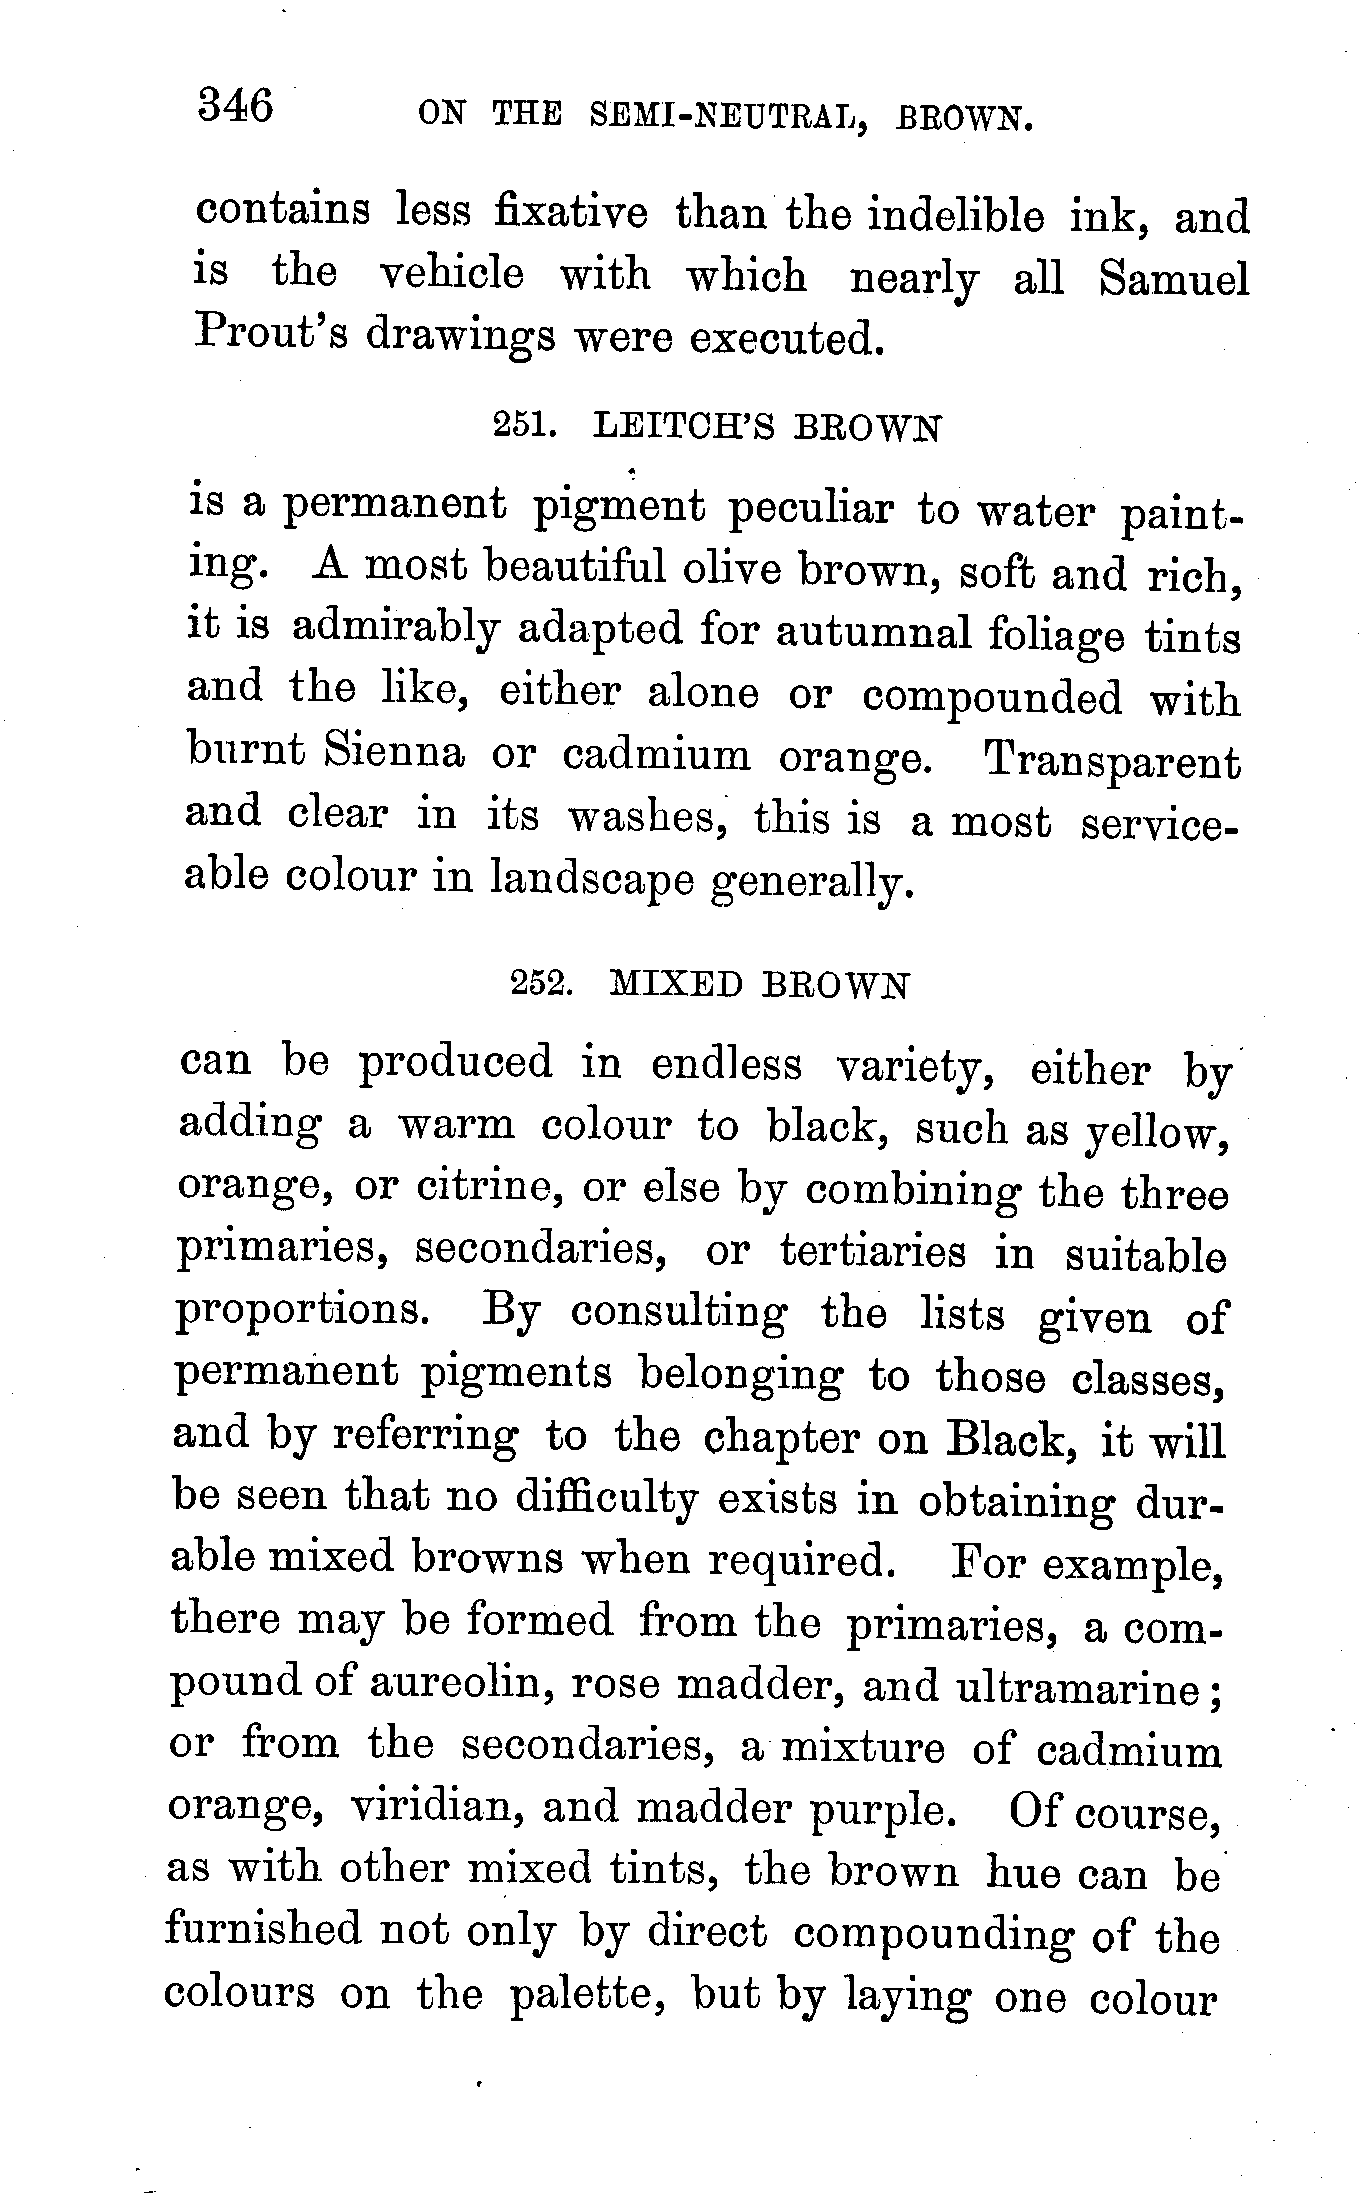 346 ON THE SEMI-NEUTRAL, BROWN.
contains less fixative than the indelible ink, and
is the vehicle with which nearly all Samuel
Prout's drawings were executed.
251. LEITCH'S BROWN
is a permanent pigment peculiar to water paint-
ing. A most beautiful olive brown, soft and rich,
it is admirably adapted for autumnal foliage tints
and the like, either alone or compounded with
burnt Sienna or cadmium orange. Transparent
and clear in its washes, this is a most service-
able colour in landscape generally.
252. MIXED BROWN
can be produced in endless variety, either by
adding a warm colour to black, such as yellow,
orange, or citrine, or else by combining the three
primaries, secondaries, or tertiaries in suitable
proportions. By consulting the lists given of
permanent pigments belonging to those classes,
and by referring to the chapter on Black, it will
be seen that no difficulty exists in obtaining dur-
able mixed browns when required. For example,
there may be formed from the primaries, a com-
pound of aureolin, rose madder, and ultramarine;
or from the secondaries, a mixture of cadmium
orange, viridian, and madder purple. Of course,
as with other mixed tints, the brown hue can be
furnished not only by direct compounding of the
colours on the palette, but by laying one colour